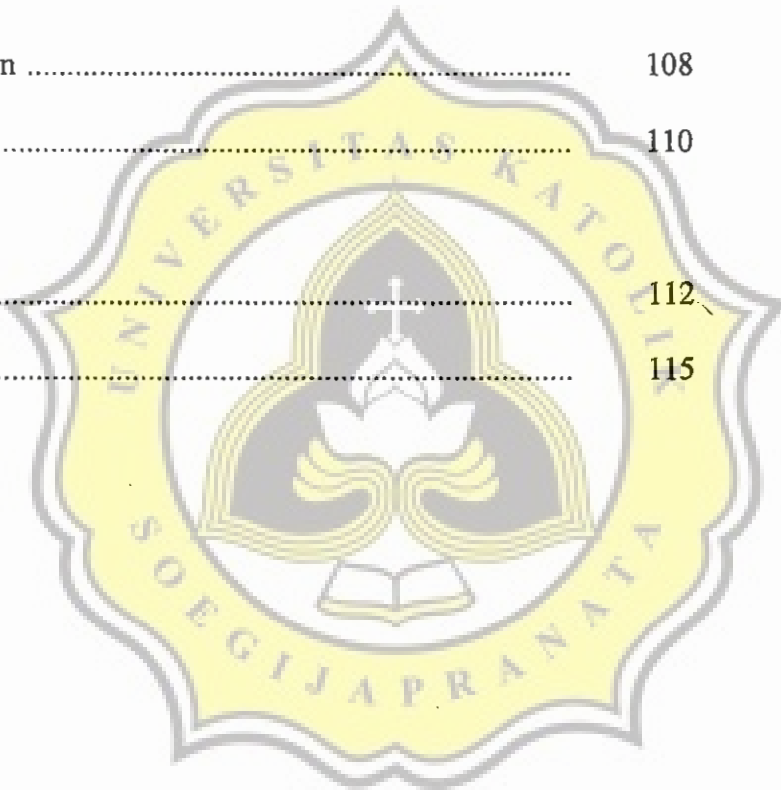 n .......................................................................... 108
.......................................................................... 110
.......................................................................... 112
.......................................................................... 115
UNIVERSITAS KATOLIK
SOEGIJAPRANATA